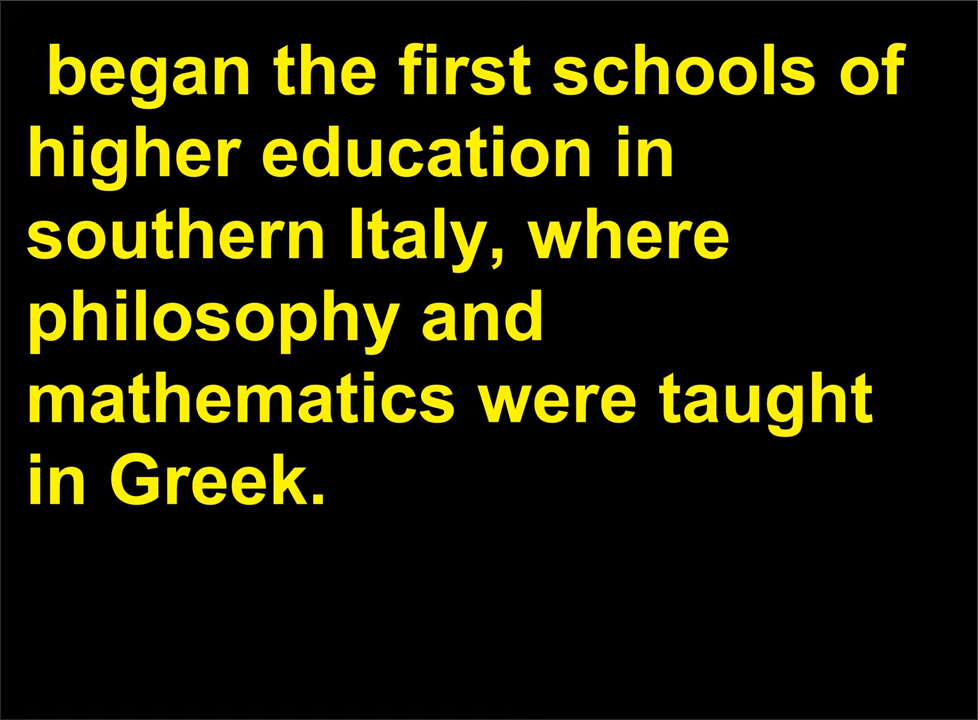 began the first schools of
higher education in
southern Italy, where
philosophy and
mathematics were taught
in Greek.